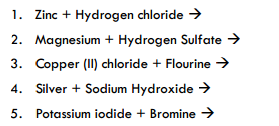 1. Zinc + Hydrogen chloride →
2. Magnesium + Hydrogen Sulfate →
3. Copper (II) chloride + Flourine →
4. Silver + Sodium Hydroxide →
5. Potassium iodide + Bromine →